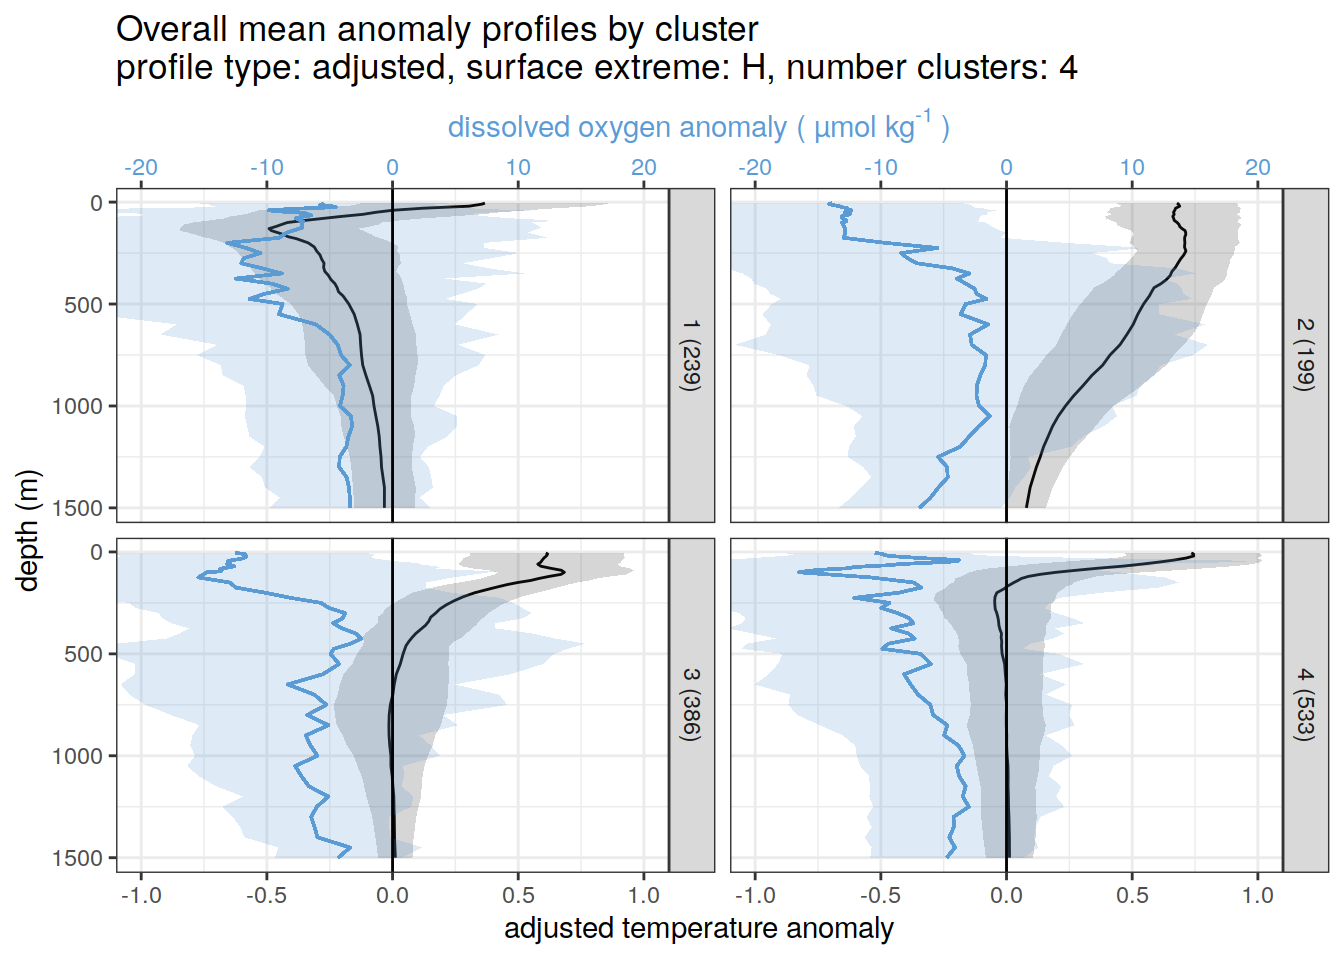 Overall mean anomaly profiles by cluster
profile type: adjusted, surface extreme: H, number clusters: 4
dissolved oxygen anomaly ( µmol kg-1 )
-20 -10 0 10 20 -20 -10 0 10 20
0
500
1000
1500
1 (239)
2 (199)
depth (m)
0
500
1000
1500
3 (386)
4 (533)
-1.0 -0.5 0.0 0.5 1.0 -1.0 -0.5 0.0 0.5 1.0
adjusted temperature anomaly